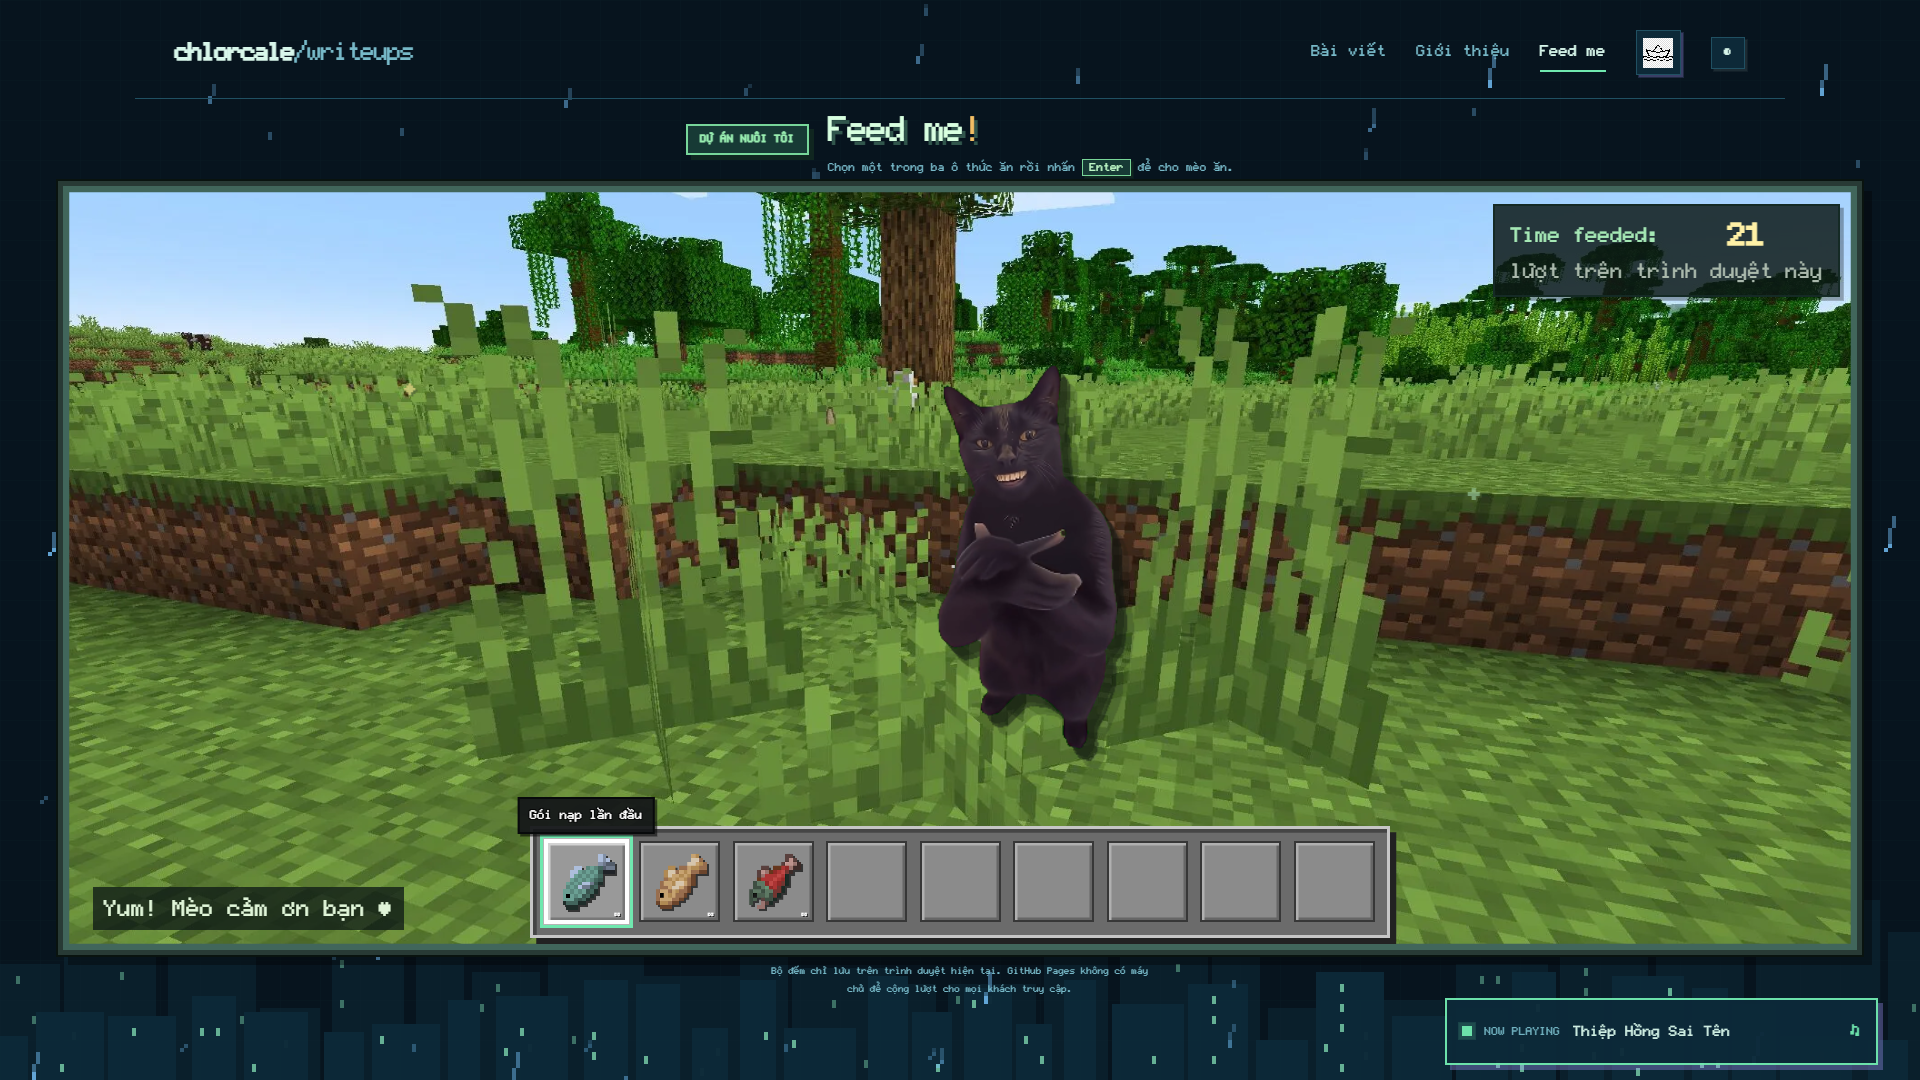 chlorcale/writeups
Bài viết
Giới thiệu
Feed me
DỰ ÁN NUÔI TÔI
Feed me!
Chọn một trong ba ô thức ăn rồi nhấn Enter để cho mèo ăn.
Time feeded: 21
lượt trên trình duyệt này
Gói nạp lần đầu
Yum! Mèo cảm ơn bạn ♥
Bộ đếm chỉ lưu trên trình duyệt hiện tại. GitHub Pages không có máy
chủ để cộng lượt cho mọi khách truy cập.
NOW PLAYING Thiệp Hồng Sai Tên